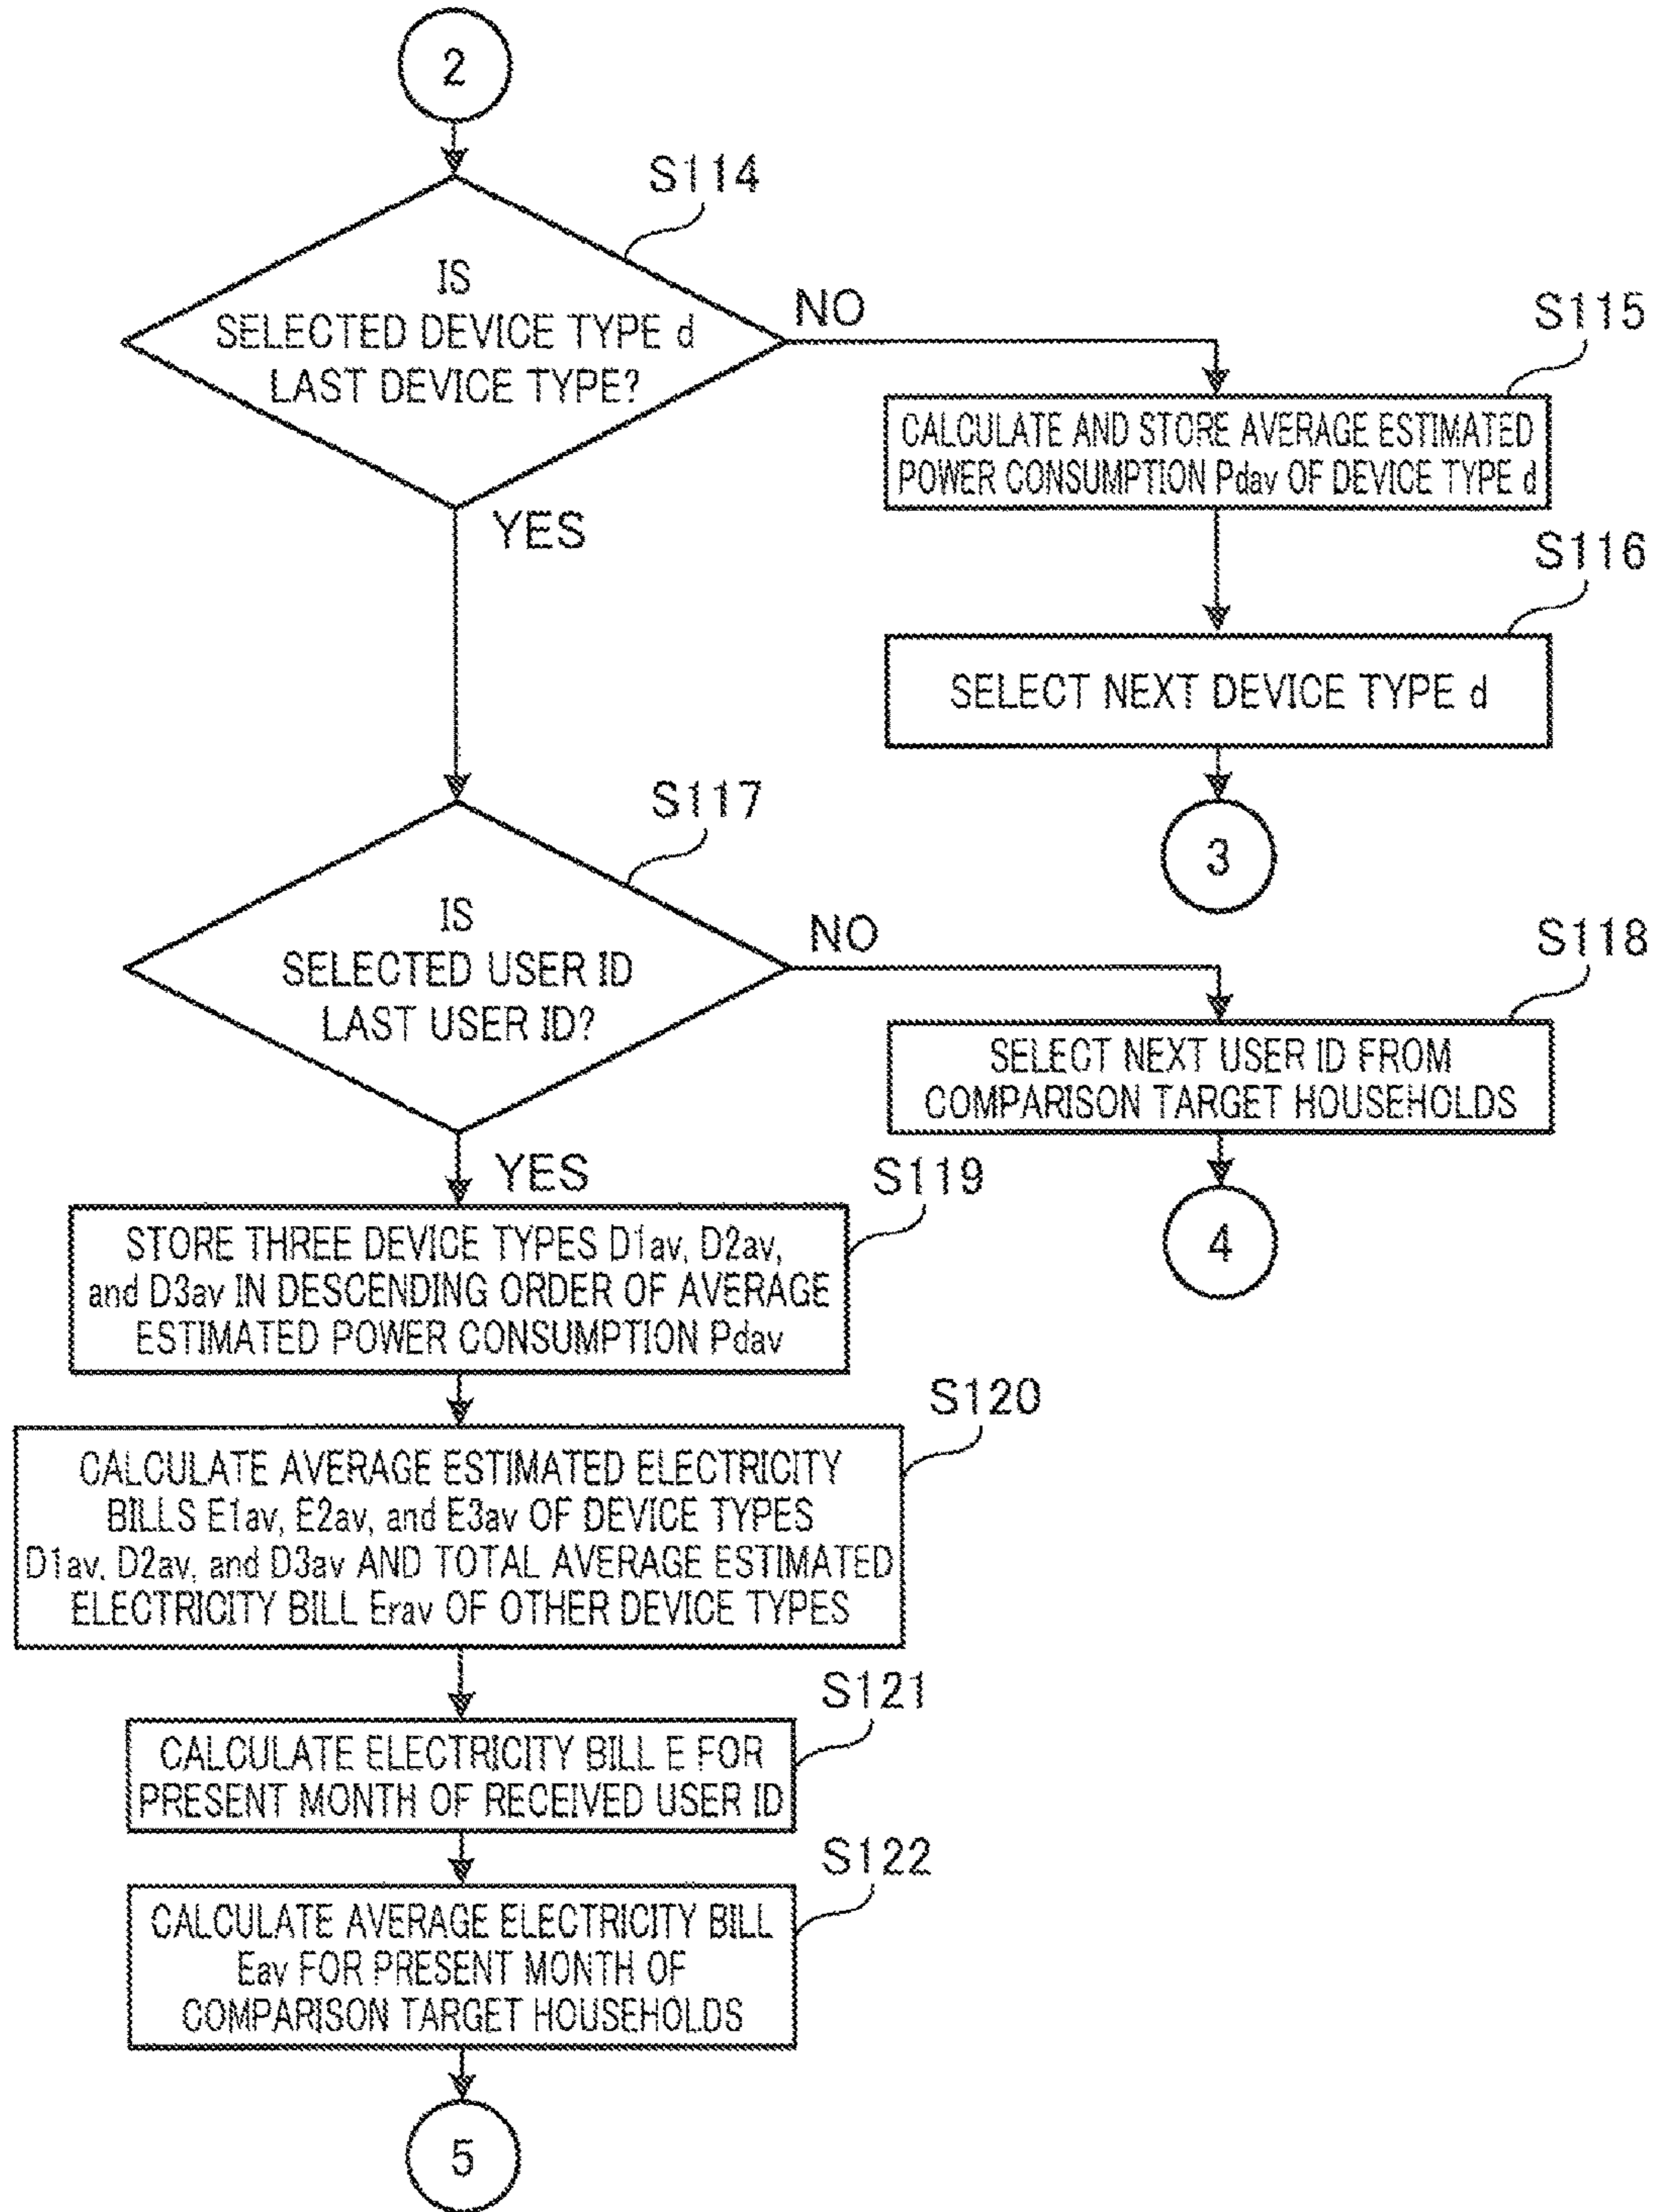 2
S114
IS
SELECTED DEVICE TYPE d
LAST DEVICE TYPE?
NO
YES
S115
CALCULATE AND STORE AVERAGE ESTIMATED
POWER CONSUMPTION Pdav OF DEVICE TYPE d
S116
SELECT NEXT DEVICE TYPE d
3
S117
IS
SELECTED USER ID
LAST USER ID?
NO
YES
S118
SELECT NEXT USER ID FROM
COMPARISON TARGET HOUSEHOLDS
4
S119
STORE THREE DEVICE TYPES D1av, D2av,
and D3av IN DESCENDING ORDER OF AVERAGE
ESTIMATED POWER CONSUMPTION Pdav
S120
CALCULATE AVERAGE ESTIMATED ELECTRICITY
BILLS E1av, E2av, and E3av OF DEVICE TYPES
D1av, D2av, and D3av AND TOTAL AVERAGE ESTIMATED
ELECTRICITY BILL Erav OF OTHER DEVICE TYPES
S121
CALCULATE ELECTRICITY BILL E FOR
PRESENT MONTH OF RECEIVED USER ID
S122
CALCULATE AVERAGE ELECTRICITY BILL
Eav FOR PRESENT MONTH OF
COMPARISON TARGET HOUSEHOLDS
5